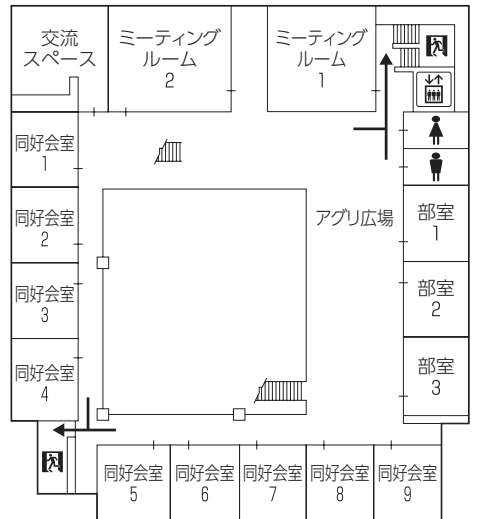 交流
スペース
ミーティング
ルーム
2
ミーティング
ルーム
1
同好会室
1
同好会室
2
同好会室
3
同好会室
4
アグリ広場
部室
1
部室
2
部室
3
同好会室
5
同好会室
6
同好会室
7
同好会室
8
同好会室
9